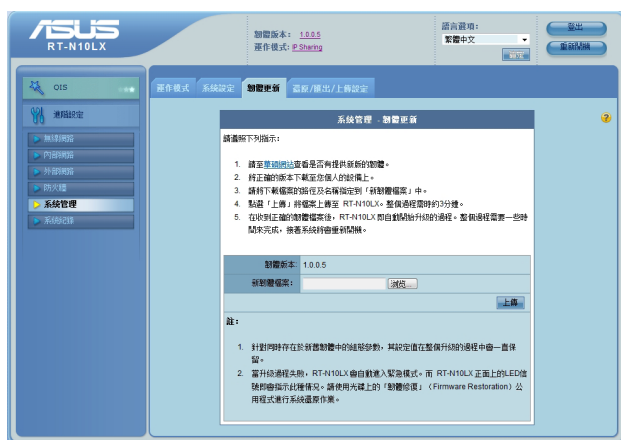 ASUS
RT-N10LX
韌體版本： 1.0.0.5
運作模式: IP Sharing
語言選項:
繁體中文
確定
登出
重新開機
QIS
進階設定
無線網路
內部網路
外部網路
防火牆
系統管理
系統紀錄
運作模式 系統設定 韌體更新 還原/匯出/上傳設定
系統管理 - 韌體更新
請遵照下列指示：
1. 請至華碩網站查看是否有提供新版的韌體。
2. 將正確的版本下載至您個人的設備上。
3. 請將下載檔案的路徑及名稱指定到「新韌體檔案」中。
4. 點選「上傳」將檔案上傳至 RT-N10LX。整個過程需時約3分鐘。
5. 在收到正確的韌體檔案後，RT-N10LX 即自動開始升級的過程。整個過程需要一些時
間來完成，接著系統將會重新開機。
韌體版本: 1.0.0.5
新韌體檔案：
浏览...
上傳
註：
1. 針對同時存在於新舊韌體中的組態參數，其設定值在整個升級的過程中會一直保
留。
2. 當升級過程失敗，RT-N10LX 會自動進入緊急模式。而 RT-N10LX 正面上的LED信
號即會指示此種情況。請使用光碟上的「韌體修復」（Firmware Restoration）公
用程式進行系統還原作業。